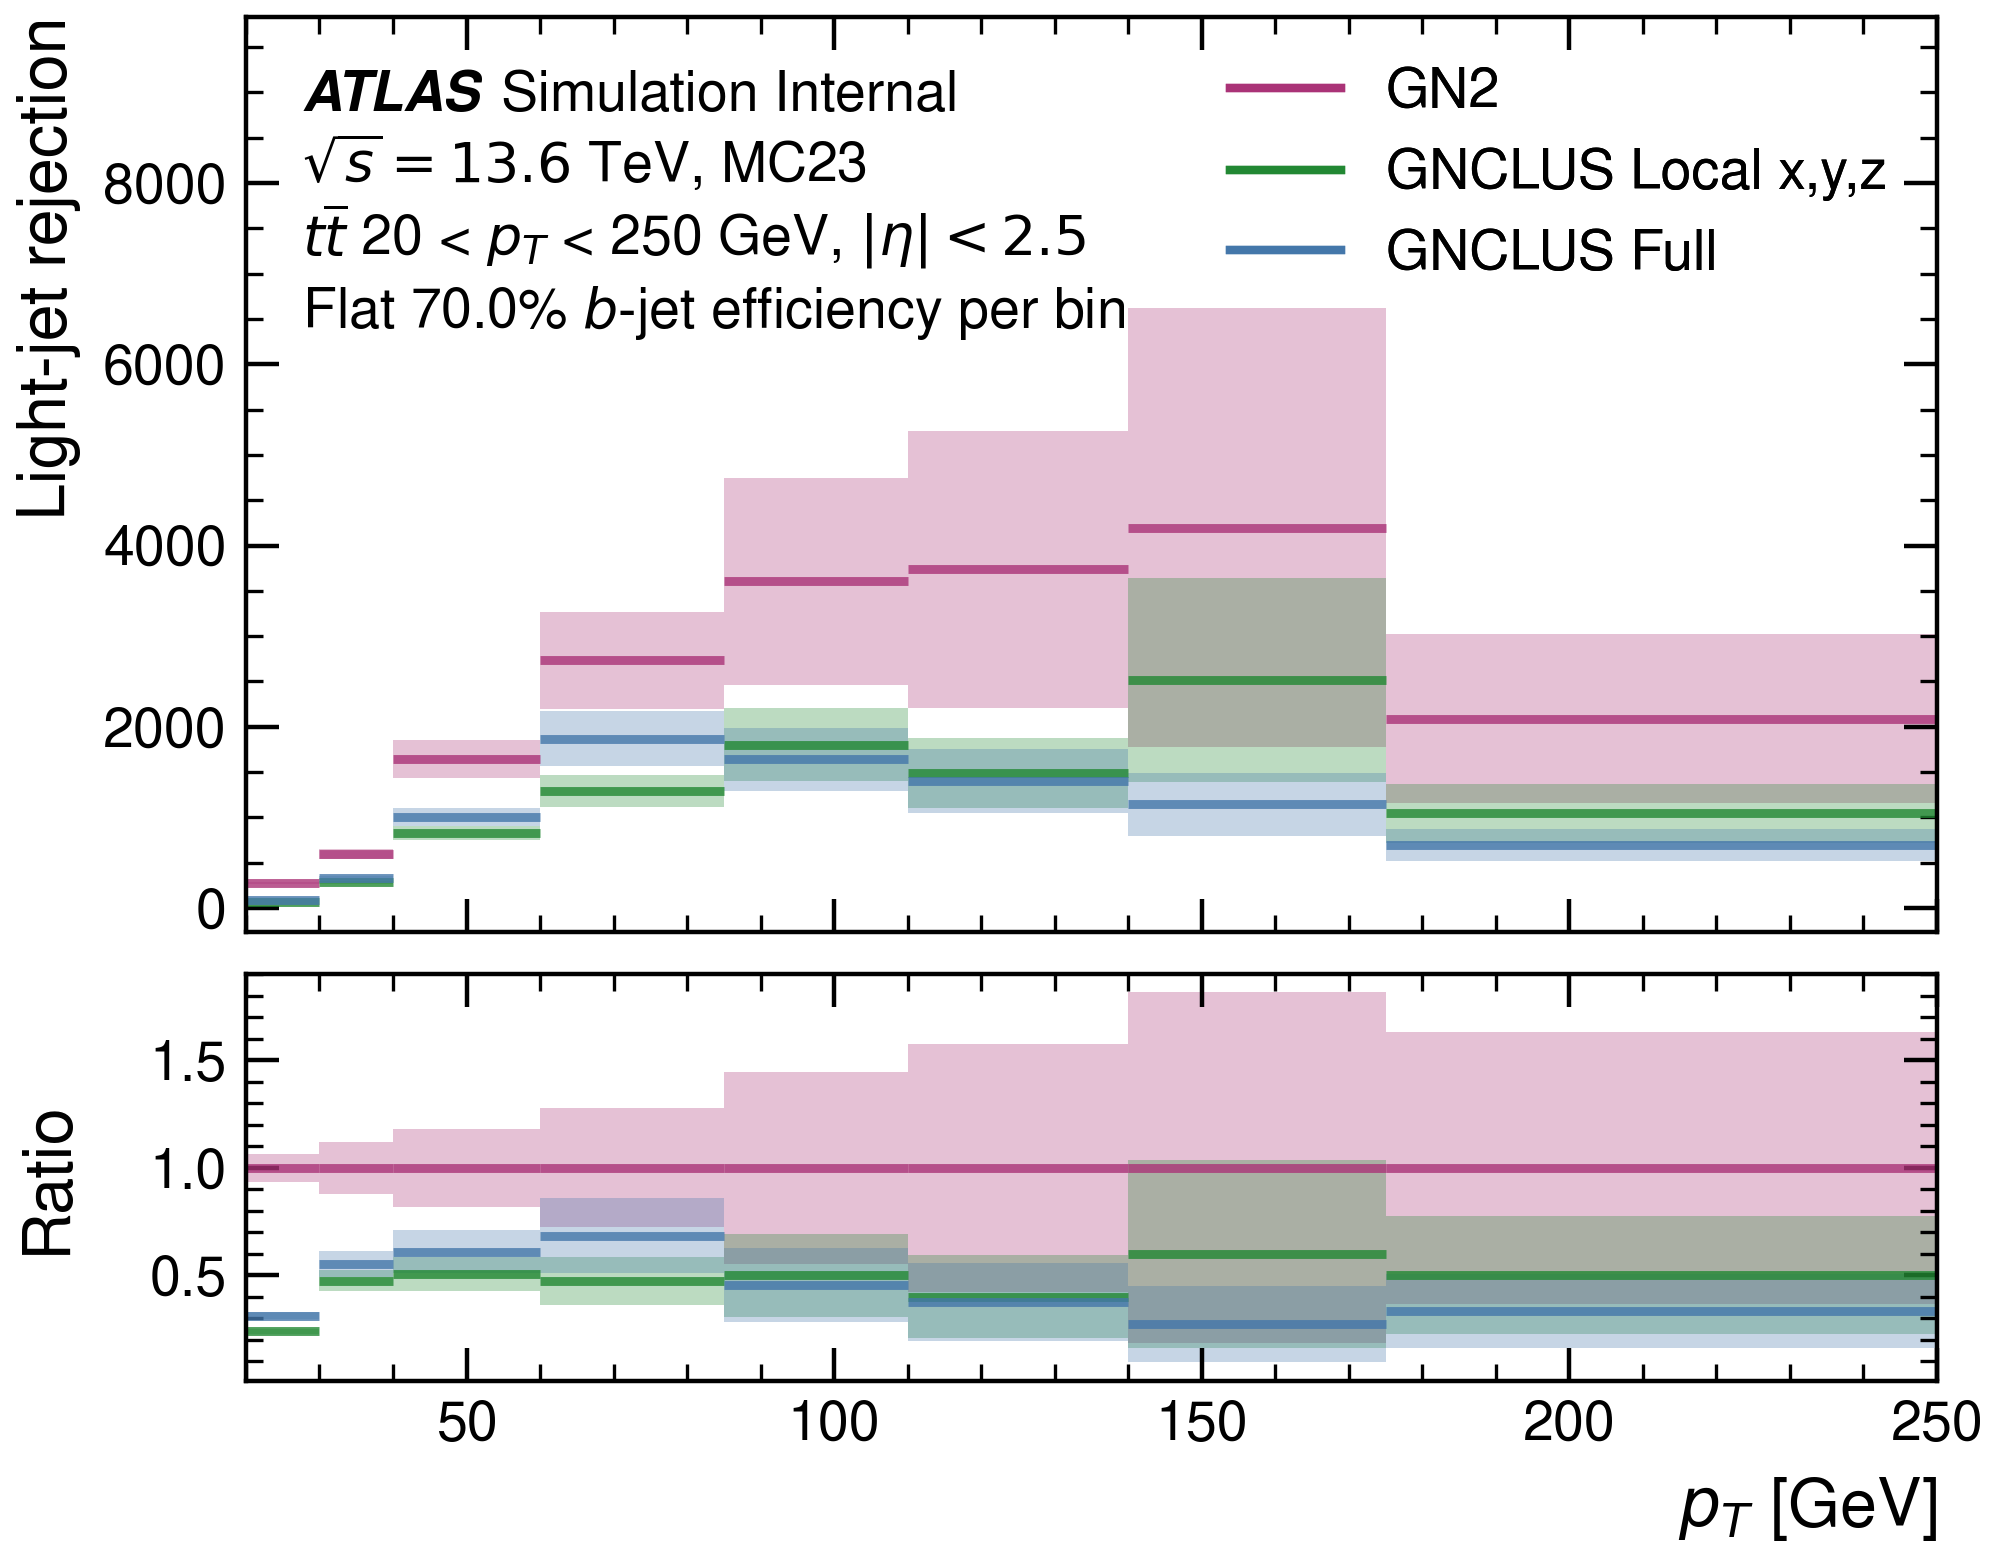 Light-jet rejection
ATLAS Simulation Internal
√s = 13.6 TeV, MC23
tt̄ 20 < pT < 250 GeV, |η| < 2.5
Flat 70.0% b-jet efficiency per bin
GN2
GNCLUS Local x,y,z
GNCLUS Full
8000
6000
4000
2000
0
Ratio
1.5
1.0
0.5
50
100
150
200
250
pT [GeV]